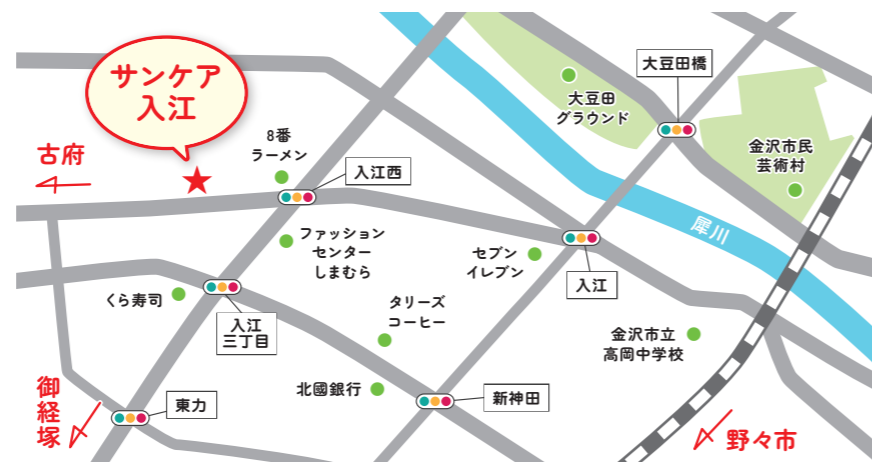 サンケア
入江
古府
8番
ラーメン
入江西
大豆田
グラウンド
大豆田橋
金沢市民
芸術村
犀川
ファッション
センター
しまむら
セブン
イレブン
入江
くら寿司
入江
三丁目
タリーズ
コーヒー
金沢市立
高岡中学校
北國銀行
新神田
御経塚
東力
野々市